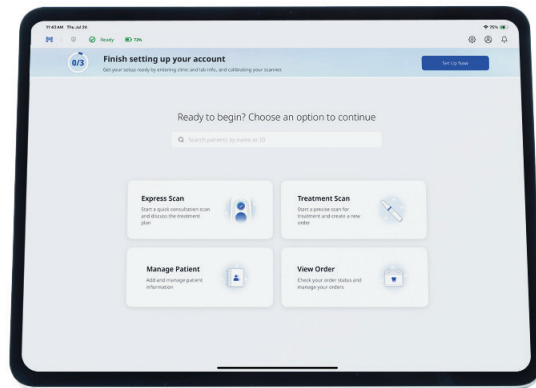 11:43 AM Thu Jul 24
75%
Ready
72%
0/3
Finish setting up your account
Get your setup ready by entering clinic and lab info, and calibrating your scanner
Set Up Now
Ready to begin? Choose an option to continue
Search patients by name or ID
Express Scan
Start a quick consultation scan
and discuss the treatment
plan
Treatment Scan
Start a precise scan for
treatment and create a new
order
Manage Patient
Add and manage patient
information
View Order
Check your order status and
manage your orders